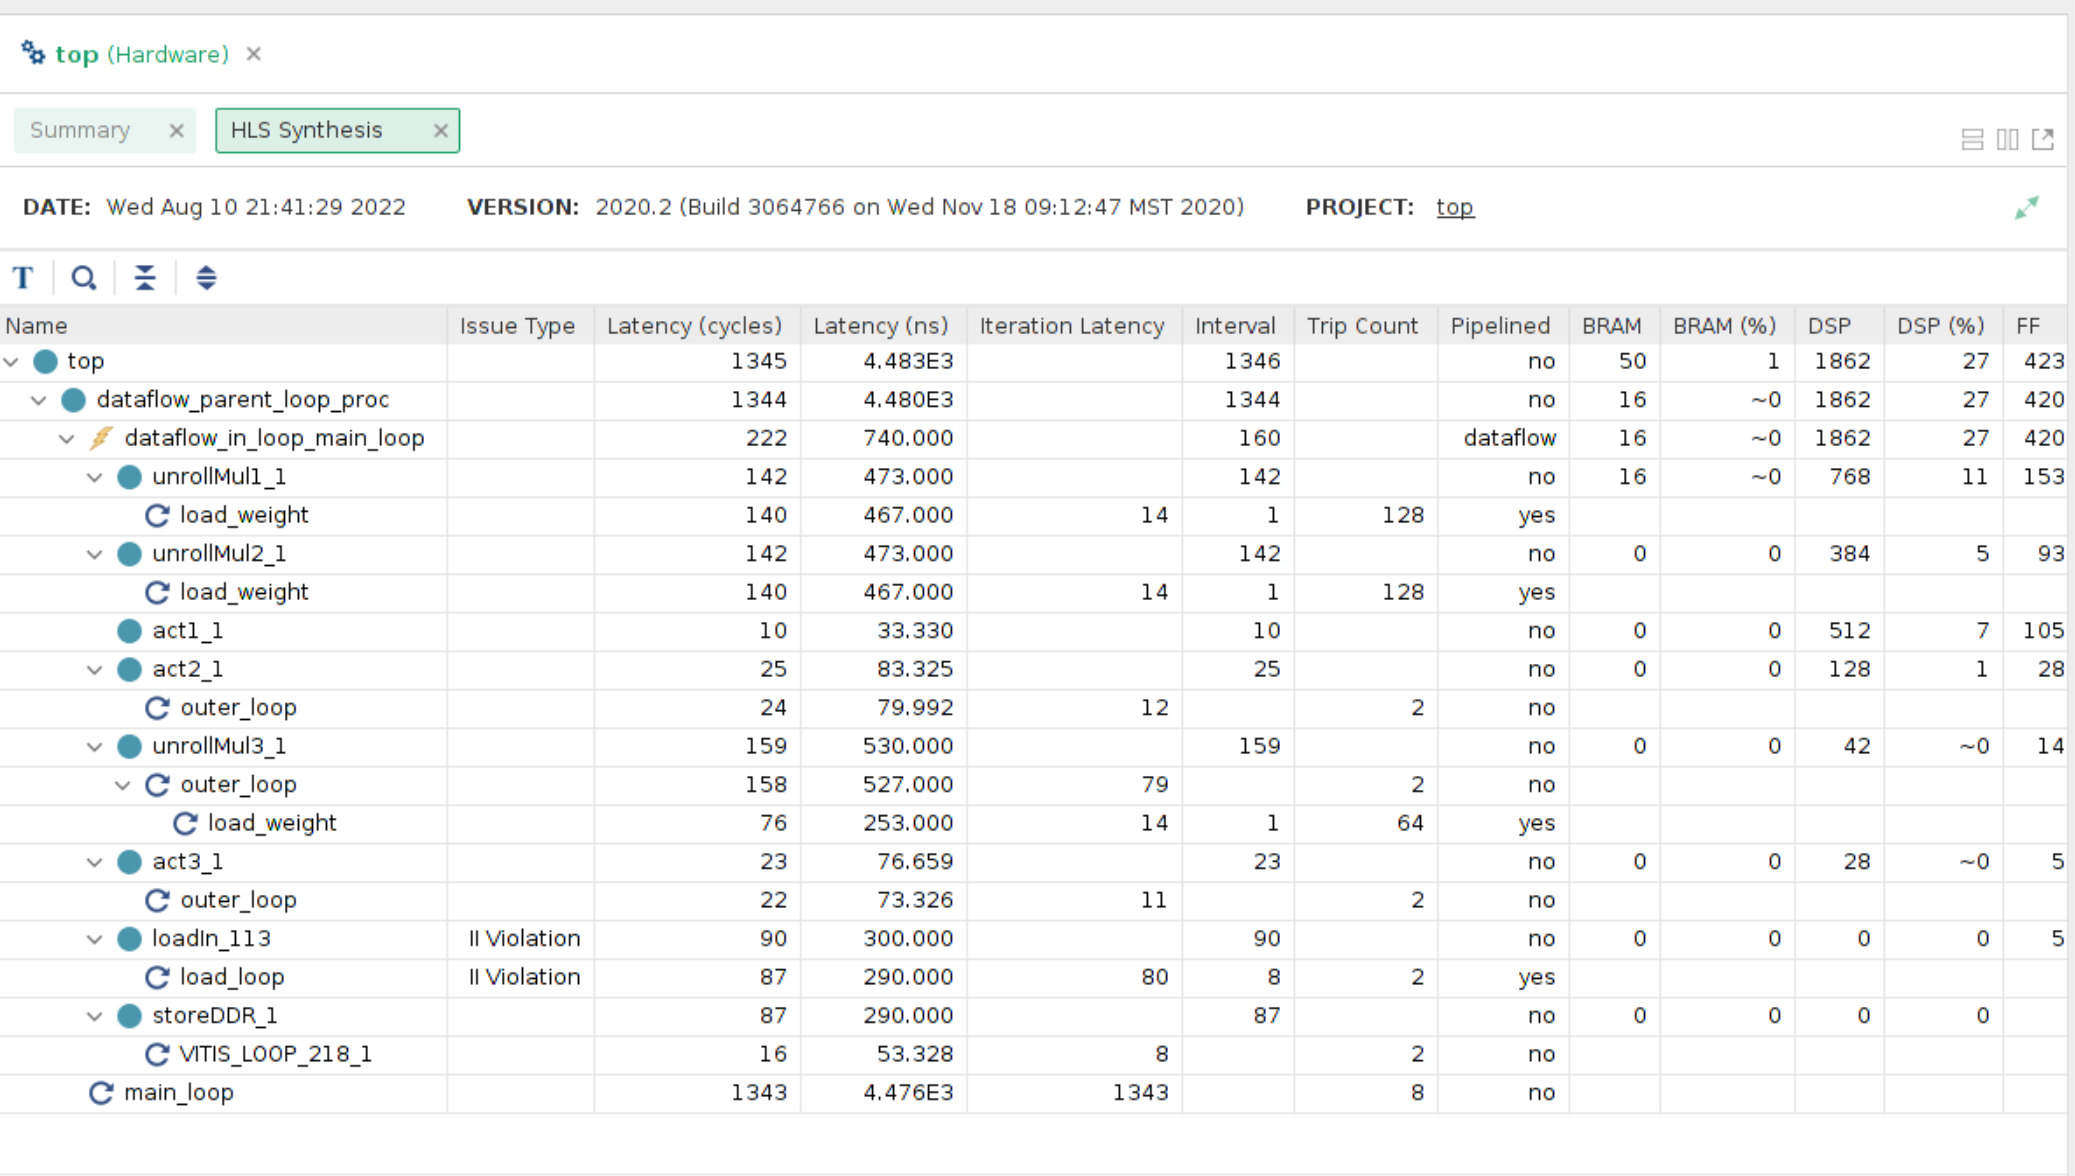 top (Hardware)
Summary HLS Synthesis
DATE: Wed Aug 10 21:41:29 2022 VERSION: 2020.2 (Build 3064766 on Wed Nov 18 09:12:47 MST 2020) PROJECT: top
Name Issue Type Latency (cycles) Latency (ns) Iteration Latency Interval Trip Count Pipelined BRAM BRAM (%) DSP DSP (%) FF
top 1345 4.483E3 1346 no 50 1 1862 27 423
dataflow_parent_loop_proc 1344 4.480E3 1344 no 16 ~0 1862 27 420
dataflow_in_loop_main_loop 222 740.000 160 dataflow 16 ~0 1862 27 420
unrollMul1_1 142 473.000 142 no 16 ~0 768 11 153
load_weight 140 467.000 14 1 128 yes
unrollMul2_1 142 473.000 142 no 0 0 384 5 93
load_weight 140 467.000 14 1 128 yes
act1_1 10 33.330 10 no 0 0 512 7 105
act2_1 25 83.325 25 no 0 0 128 1 28
outer_loop 24 79.992 12 2 no
unrollMul3_1 159 530.000 159 no 0 0 42 ~0 14
outer_loop 158 527.000 79 2 no
load_weight 76 253.000 14 1 64 yes
act3_1 23 76.659 23 no 0 0 28 ~0 5
outer_loop 22 73.326 11 2 no
loadIn_113 II Violation 90 300.000 90 no 0 0 0 0 5
load_loop II Violation 87 290.000 80 8 2 yes
storeDDR_1 87 290.000 87 no 0 0 0 0
VITIS_LOOP_218_1 16 53.328 8 2 no
main_loop 1343 4.476E3 1343 8 no